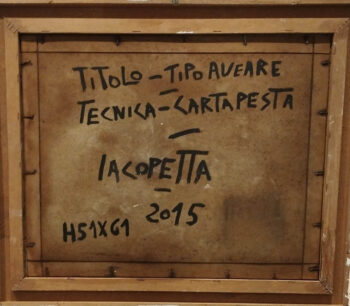 TITOLO-TIPO AVEARE
TECNICA-CARTAPESTA
IACOPETTA
2015
H51X61